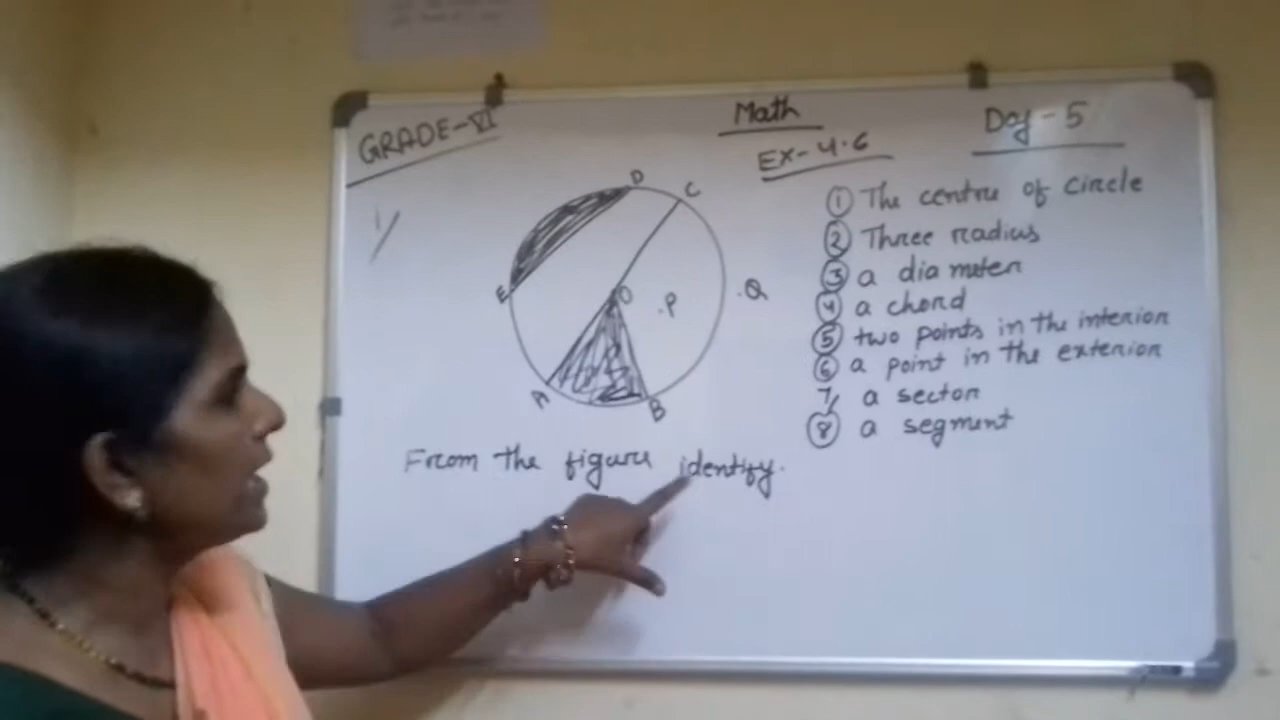 GRADE-VI
Math
Day-5
Ex-4.6
1/
D
C
E
O
.P
.Q
A
B
① The centre of circle
② Three radius
③ a diameter
④ a chord
⑤ two points in the interior
⑥ a point in the exterior
7/ a sector
⑧ a segment
From the figure identify.